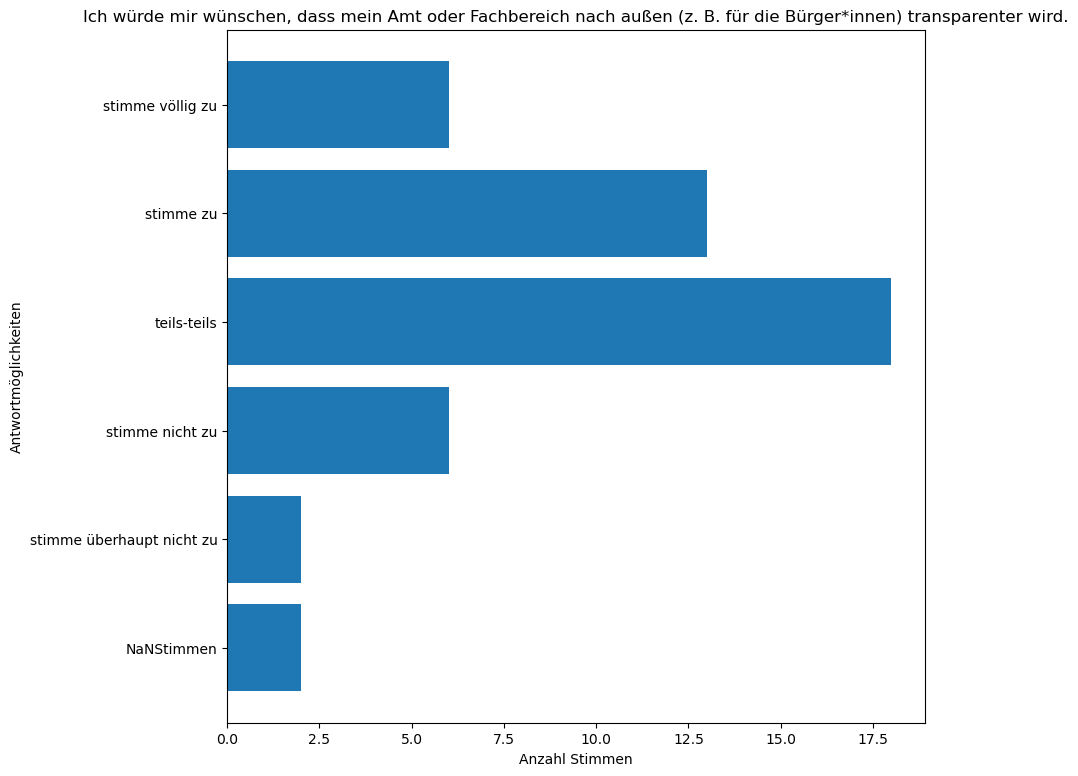 Ich würde mir wünschen, dass mein Amt oder Fachbereich nach außen (z. B. für die Bürger*innen) transparenter wird.
Antwortmöglichkeiten
stimme völlig zu
stimme zu
teils-teils
stimme nicht zu
stimme überhaupt nicht zu
NaNStimmen
0.0 2.5 5.0 7.5 10.0 12.5 15.0 17.5
Anzahl Stimmen